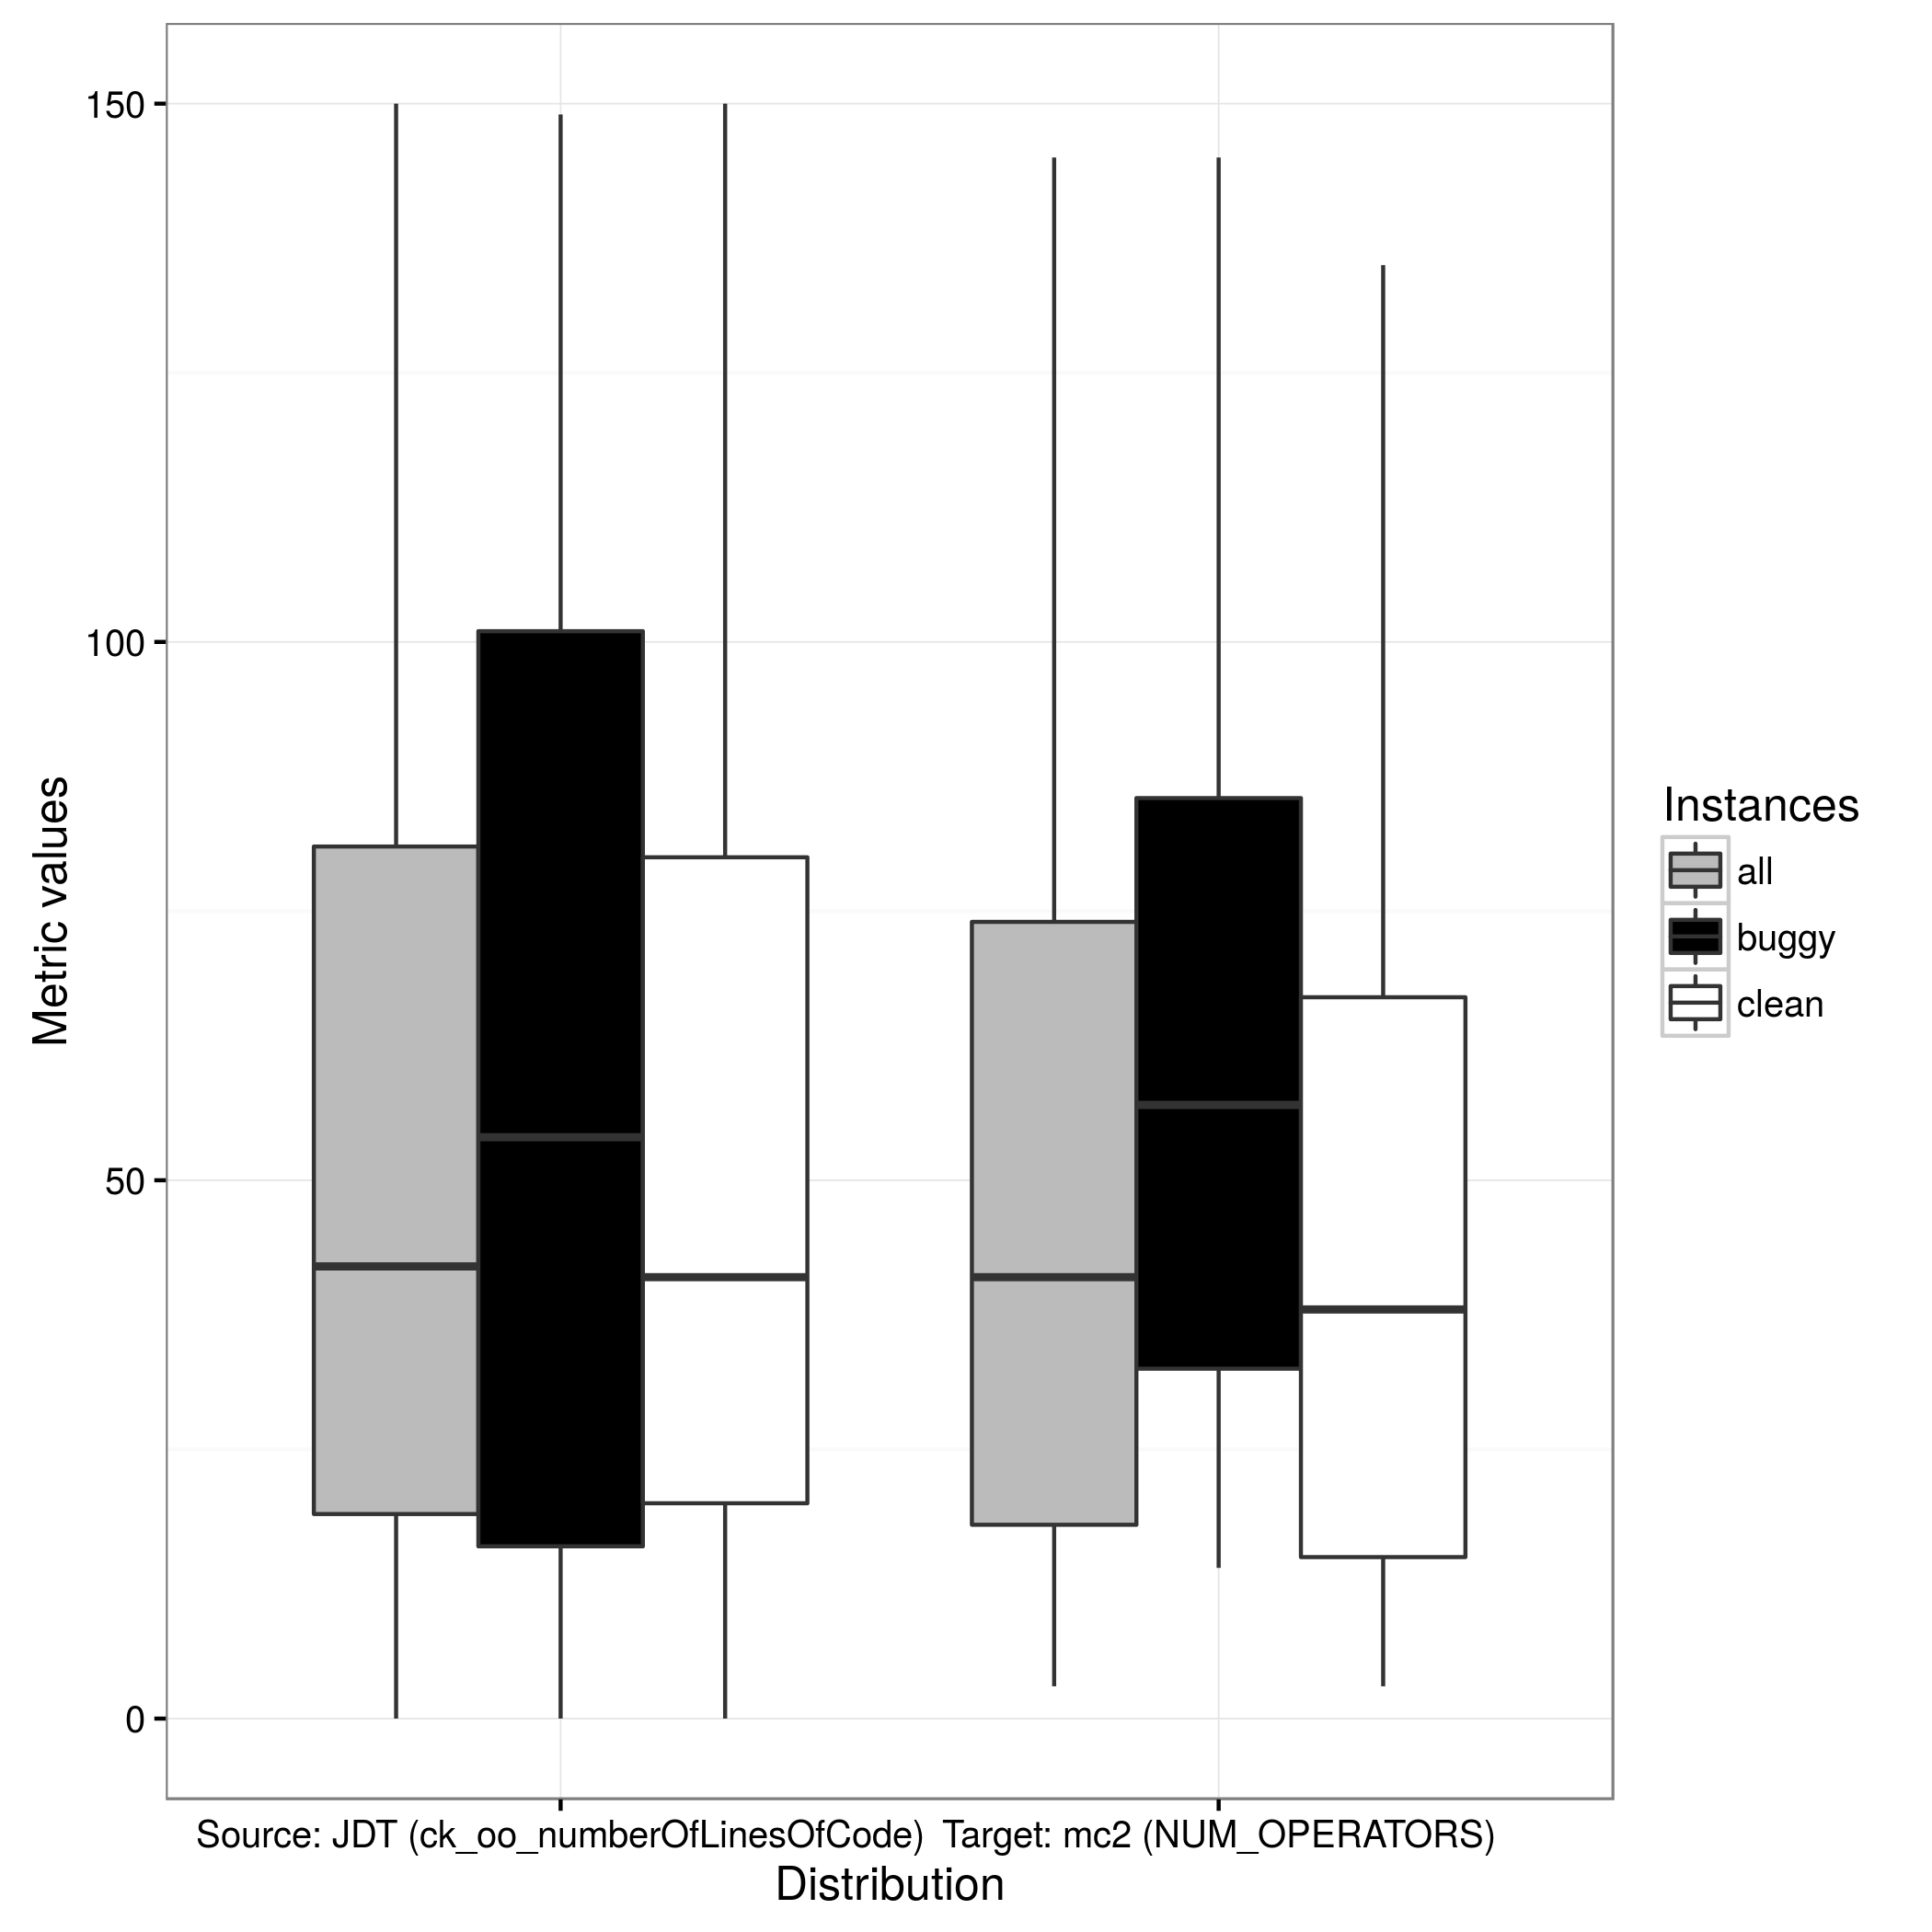 150
100
50
0
Metric values
Source: JDT (ck_oo_numberOfLinesOfCode) Target: mc2 (NUM_OPERATORS)
Distribution
Instances
all
buggy
clean